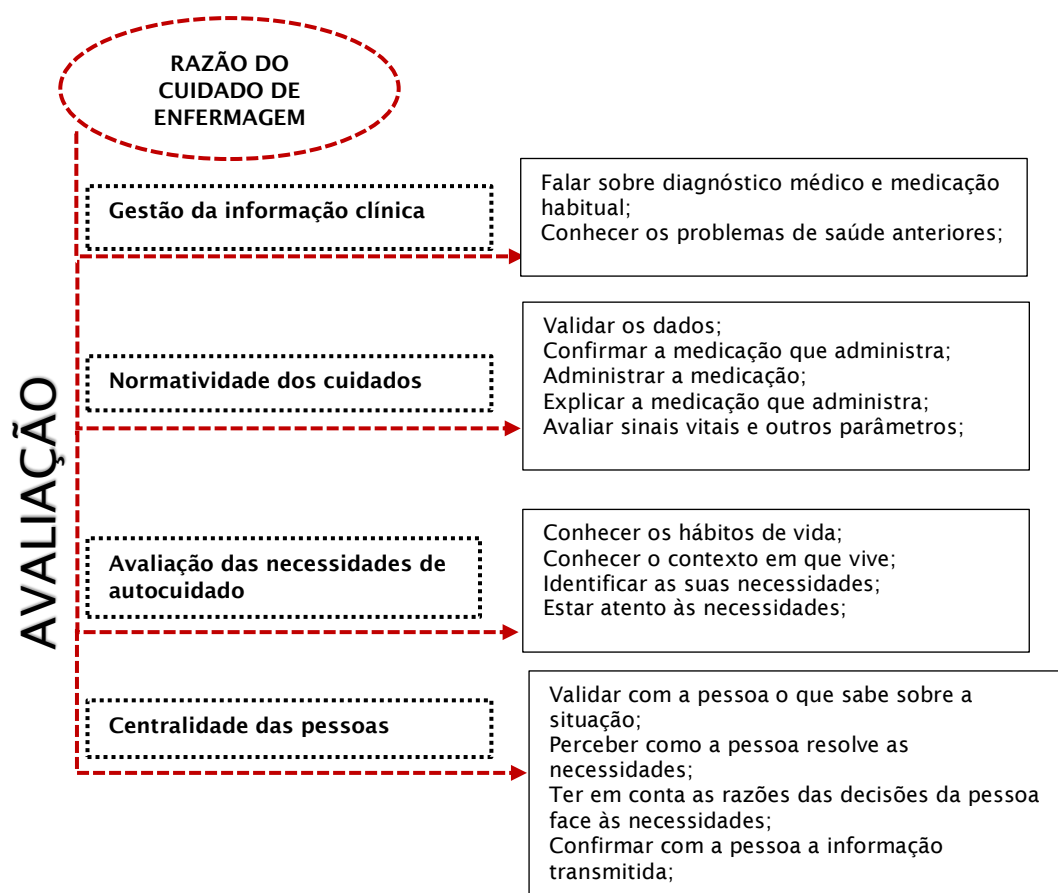 RAZÃO DO
CUIDADO DE
ENFERMAGEM
AVALIAÇÃO
Gestão da informação clínica
Falar sobre diagnóstico médico e medicação
habitual;
Conhecer os problemas de saúde anteriores;
Normatividade dos cuidados
Validar os dados;
Confirmar a medicação que administra;
Administrar a medicação;
Explicar a medicação que administra;
Avaliar sinais vitais e outros parâmetros;
Avaliação das necessidades de
autocuidado
Conhecer os hábitos de vida;
Conhecer o contexto em que vive;
Identificar as suas necessidades;
Estar atento às necessidades;
Centralidade das pessoas
Validar com a pessoa o que sabe sobre a
situação;
Perceber como a pessoa resolve as
necessidades;
Ter em conta as razões das decisões da pessoa
face às necessidades;
Confirmar com a pessoa a informação
transmitida;